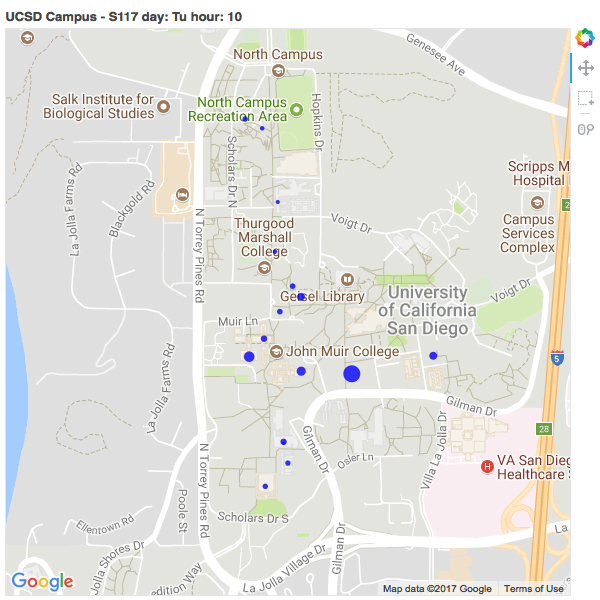 UCSD Campus - S117 day: Tu hour: 10
Genesee Ave
North Campus
Salk Institute for
Biological Studies
North Campus
Recreation Area
Hopkins Dr
Scholars Dr N
Scripps M
Hospital
La Jolla Farms Rd
Blackgold Rd
2
N Torrey Pines Rd
Voigt Dr
Campus
Services
Complex
Thurgood
Marshall
College
Geisel Library
University
of California
San Diego
Voigt Dr
Muir Ln
John Muir College
5
La Jolla Farms Rd
Gilman Dr
Villa La Jolla Dr
28
N Torrey Pines Rd
Gilman Dr
Osler Ln
H
VA San Dieg
Healthcare S
Poole St
Ellentown Rd
Scholars Dr S
La
Jolla Shores Dr
Gilman Dr
La Jolla Village Dr
edition Way
Google
Map data ©2017 Google
Terms of Use